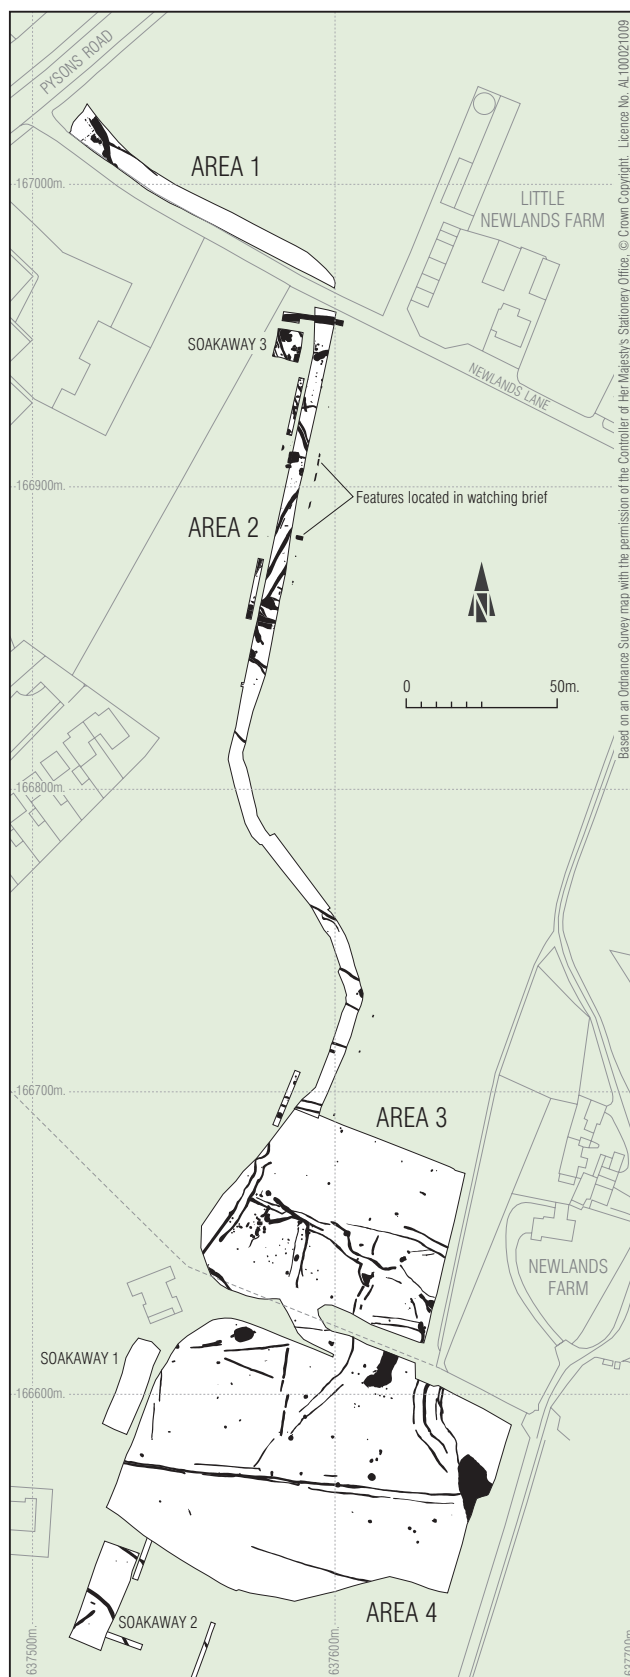 PYSONS ROAD
AREA 1
167000m.
LITTLE
NEWLANDS FARM
SOAKAWAY 3
NEWLANDS LANE
166900m.
Features located in watching brief
AREA 2
N
0 50m.
166800m.
166700m.
AREA 3
NEWLANDS
FARM
SOAKAWAY 1
166600m.
AREA 4
SOAKAWAY 2
637500m.
637600m.
637700m.
Based on an Ordnance Survey map with the permission of the Controller of Her Majesty's Stationery Office, © Crown Copyright. Licence No. AL100021009